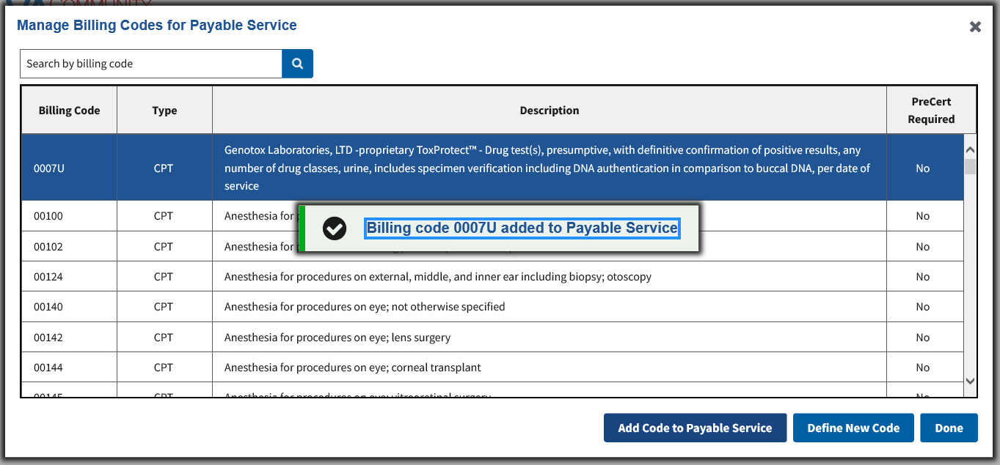 Manage Billing Codes for Payable Service
Search by billing code
Billing Code Type Description PreCert
Required
0007U CPT Genotox Laboratories, LTD -proprietary ToxProtect™ - Drug test(s), presumptive, with definitive confirmation of positive results, any
number of drug classes, urine, includes specimen verification including DNA authentication in comparison to buccal DNA, per date of
service No
00100 CPT Anesthesia for No
Billing code 0007U added to Payable Service
00102 CPT Anesthesia for No
00124 CPT Anesthesia for procedures on external, middle, and inner ear including biopsy; otoscopy No
00140 CPT Anesthesia for procedures on eye; not otherwise specified No
00142 CPT Anesthesia for procedures on eye; lens surgery No
00144 CPT Anesthesia for procedures on eye; corneal transplant No
00145 CPT Anesthesia for procedures on eye; vitreoretinal surgery No
Add Code to Payable Service Define New Code Done